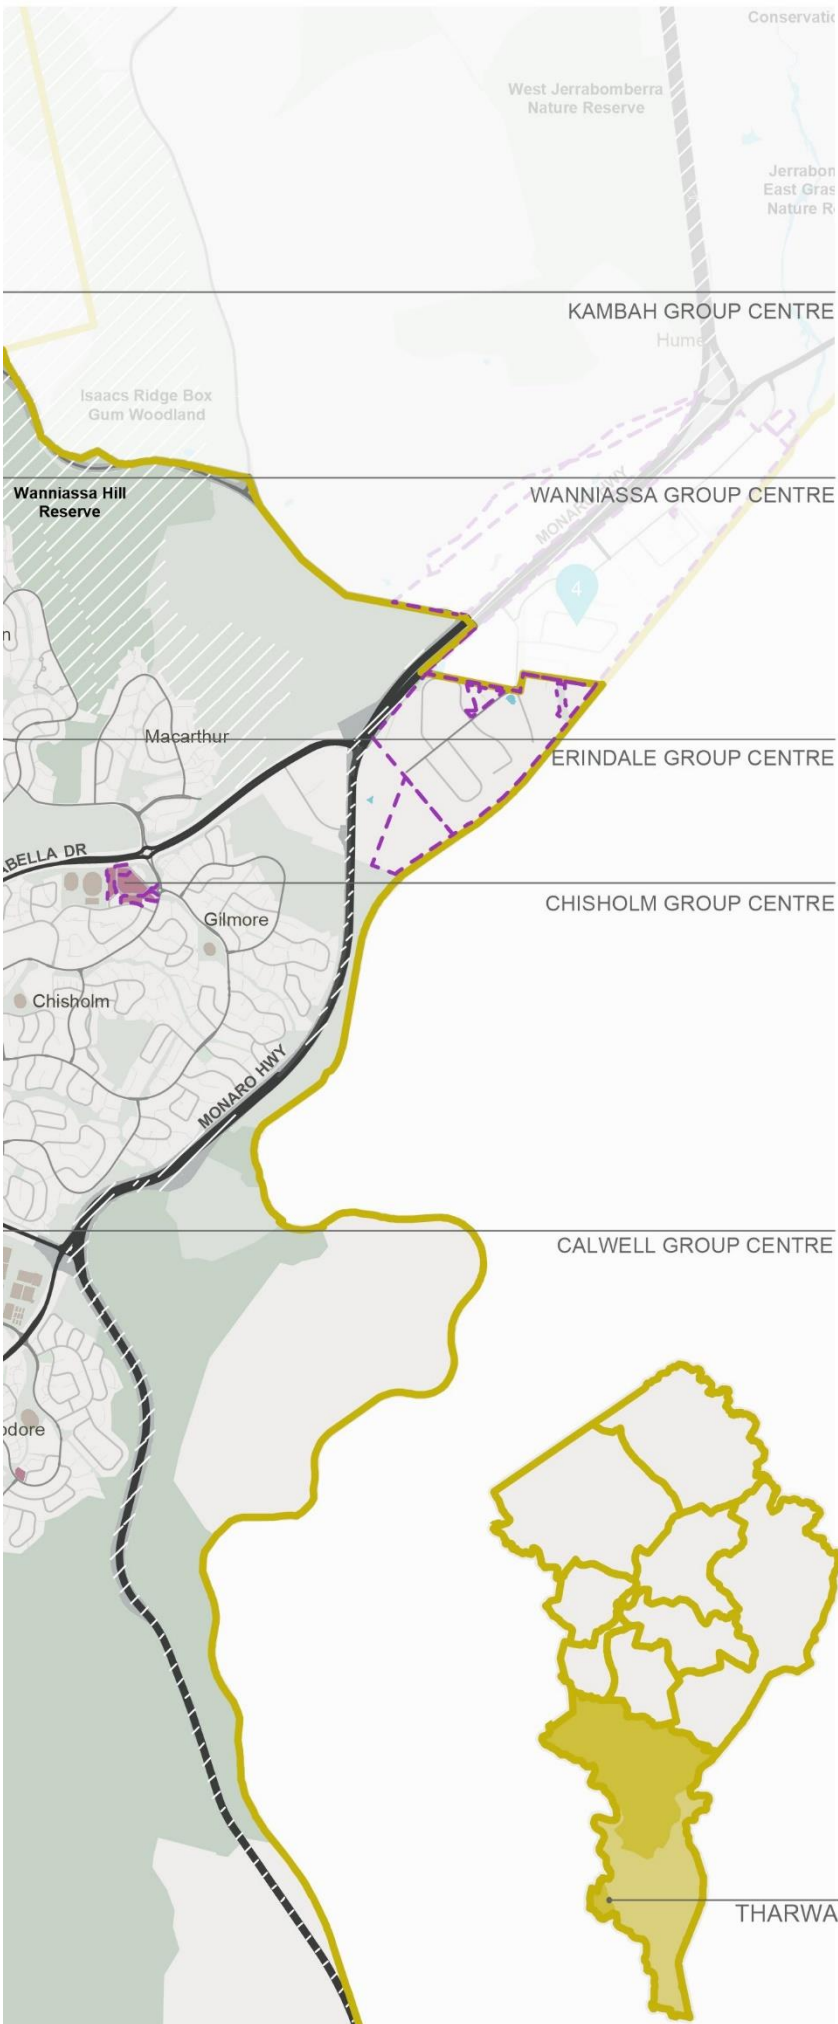 Conservatio
West Jerrabomberra
Nature Reserve
Jerrabom
East Gras
Nature R
KAMBAH GROUP CENTRE
Hume
Isaacs Ridge Box
Gum Woodland
Wanniassa Hill
Reserve
WANNIASSA GROUP CENTRE
MONARO HWY
4
n
Macarthur
ERINDALE GROUP CENTRE
ABELLA DR
CHISHOLM GROUP CENTRE
Gilmore
Chisholm
MONARO HWY
CALWELL GROUP CENTRE
odore
THARWA